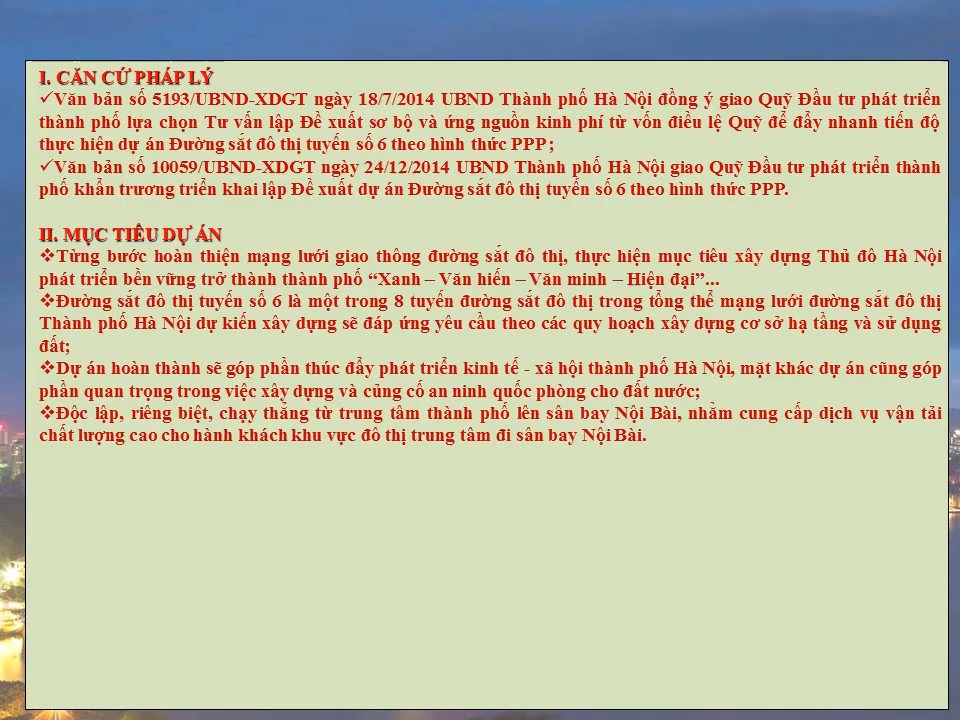 I. CĂN CỨ PHÁP LÝ
✓Văn bản số 5193/UBND-XDGT ngày 18/7/2014 UBND Thành phố Hà Nội đồng ý giao Quỹ Đầu tư phát triển
thành phố lựa chọn Tư vấn lập Đề xuất sơ bộ và ứng nguồn kinh phí từ vốn điều lệ Quỹ để đẩy nhanh tiến độ
thực hiện dự án Đường sắt đô thị tuyến số 6 theo hình thức PPP ;
✓Văn bản số 10059/UBND-XDGT ngày 24/12/2014 UBND Thành phố Hà Nội giao Quỹ Đầu tư phát triển thành
phố khẩn trương triển khai lập Đề xuất dự án Đường sắt đô thị tuyến số 6 theo hình thức PPP.
II. MỤC TIÊU DỰ ÁN
❖Từng bước hoàn thiện mạng lưới giao thông đường sắt đô thị, thực hiện mục tiêu xây dựng Thủ đô Hà Nội
phát triển bền vững trở thành thành phố “Xanh – Văn hiến – Văn minh – Hiện đại”...
❖Đường sắt đô thị tuyến số 6 là một trong 8 tuyến đường sắt đô thị trong tổng thể mạng lưới đường sắt đô thị
Thành phố Hà Nội dự kiến xây dựng sẽ đáp ứng yêu cầu theo các quy hoạch xây dựng cơ sở hạ tầng và sử dụng
đất;
❖Dự án hoàn thành sẽ góp phần thúc đẩy phát triển kinh tế - xã hội thành phố Hà Nội, mặt khác dự án cũng góp
phần quan trọng trong việc xây dựng và củng cố an ninh quốc phòng cho đất nước;
❖Độc lập, riêng biệt, chạy thẳng từ trung tâm thành phố lên sân bay Nội Bài, nhằm cung cấp dịch vụ vận tải
chất lượng cao cho hành khách khu vực đô thị trung tâm đi sân bay Nội Bài.